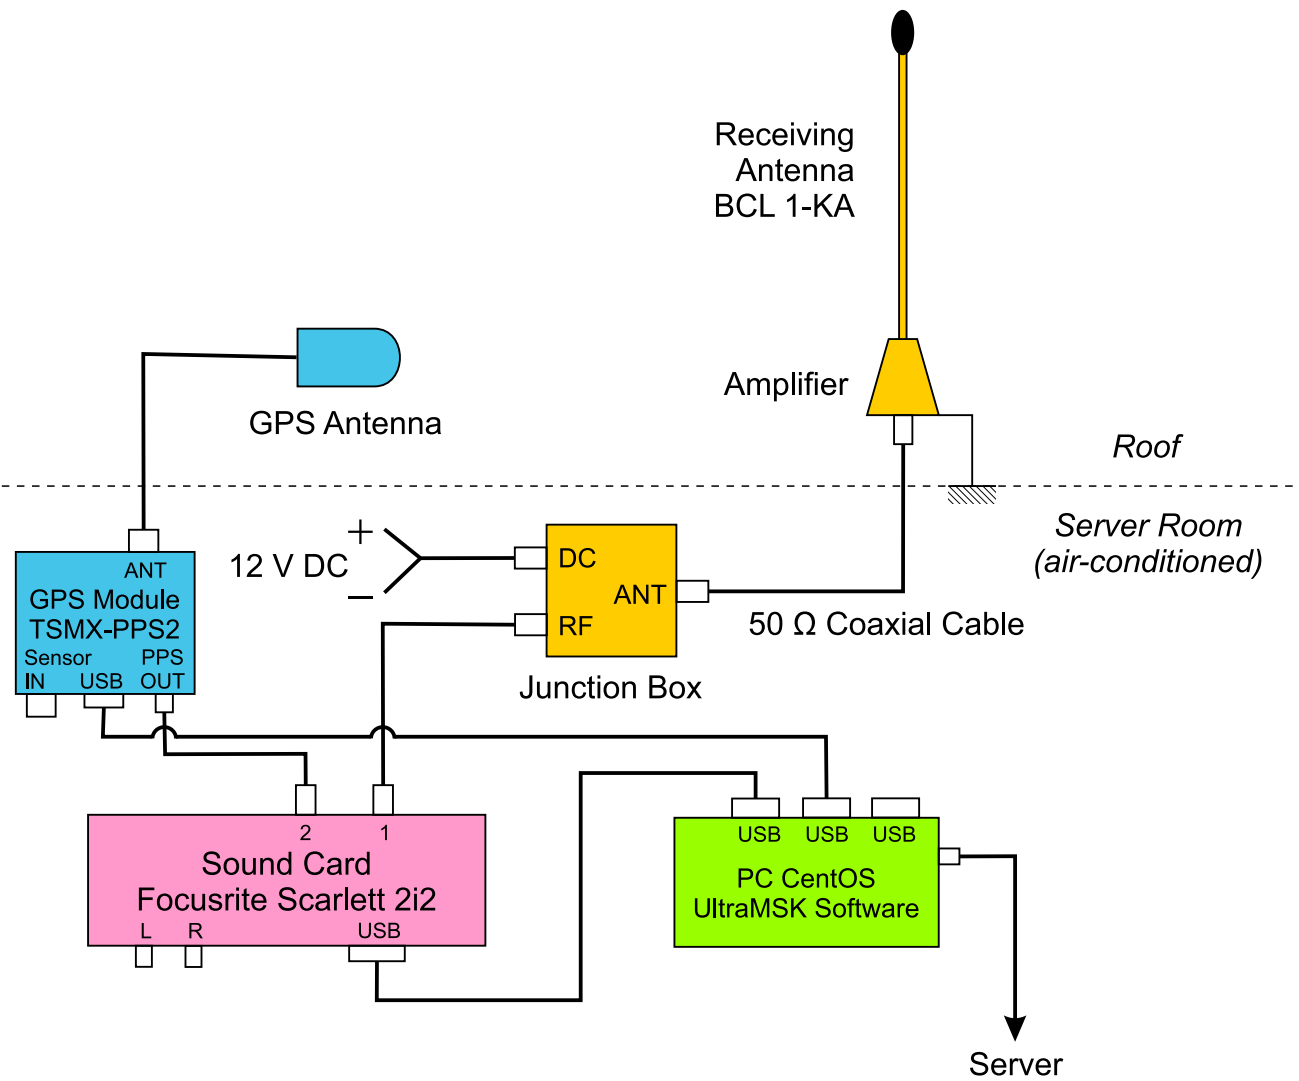 Receiving
Antenna
BCL 1-KA
Amplifier
GPS Antenna
Roof
Server Room
(air-conditioned)
ANT
GPS Module
TSMX-PPS2
Sensor PPS
IN USB OUT
+
12 V DC
−
DC
ANT
RF
Junction Box
50 Ω Coaxial Cable
2 1
Sound Card
Focusrite Scarlett 2i2
L R USB
USB USB USB
PC CentOS
UltraMSK Software
Server